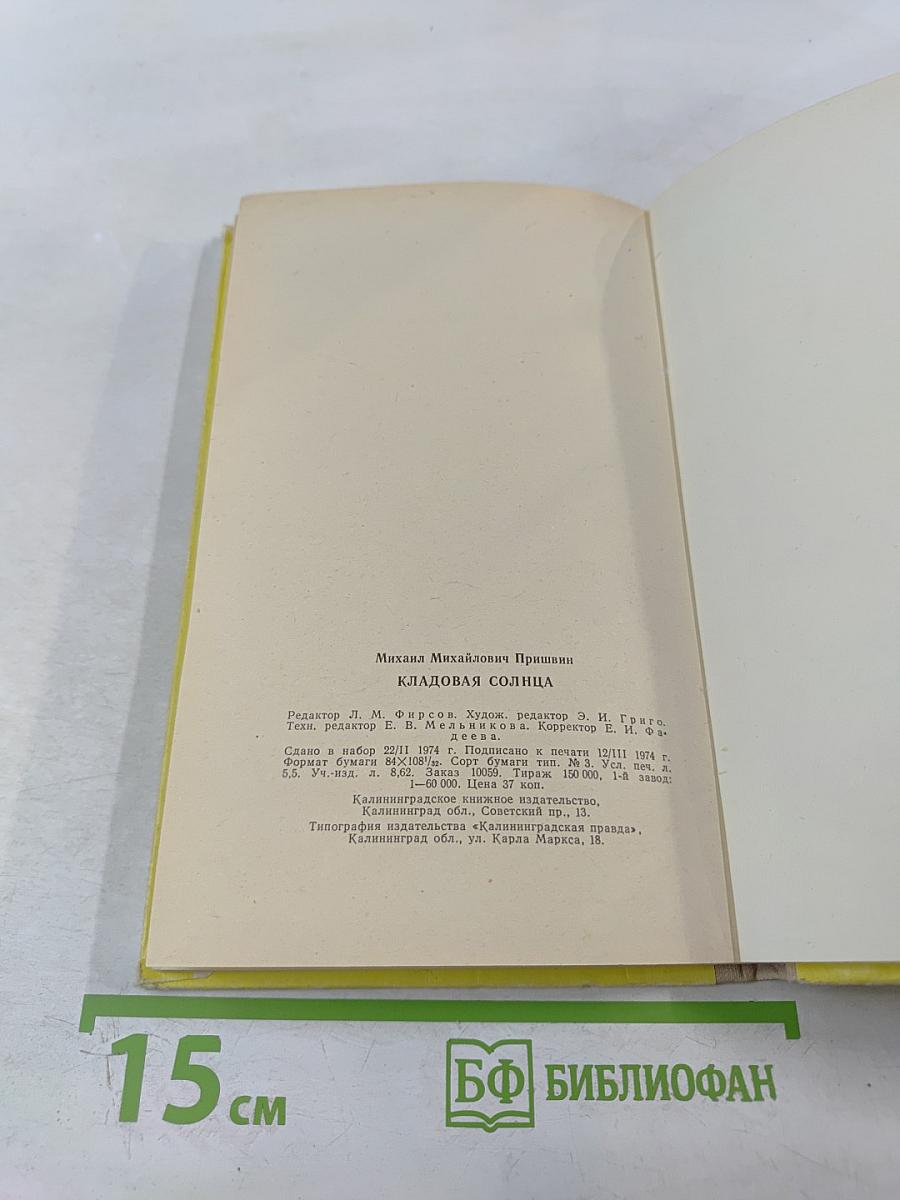 Михаил Михайлович Пришвин
КЛАДОВАЯ СОЛНЦА
Редактор Л. М. Фирсов. Худож. редактор Э. И. Григо.
Техн. редактор Е. В. Мельникова. Корректор Е. И. Фа-
деева.
Сдано в набор 22/II 1974 г. Подписано к печати 12/III 1974 г.
Формат бумаги 84×108¹/₃₂. Сорт бумаги тип. № 3. Усл. печ. л.
5,5. Уч.-изд. л. 8,62. Заказ 10059. Тираж 150 000, 1-й завод:
1—60 000. Цена 37 коп.
Калининградское книжное издательство,
Калининград обл., Советский пр., 13.
Типография издательства «Калининградская правда»,
Калининград обл., ул. Карла Маркса, 18.
15 см
БФ БИБЛИОФАН